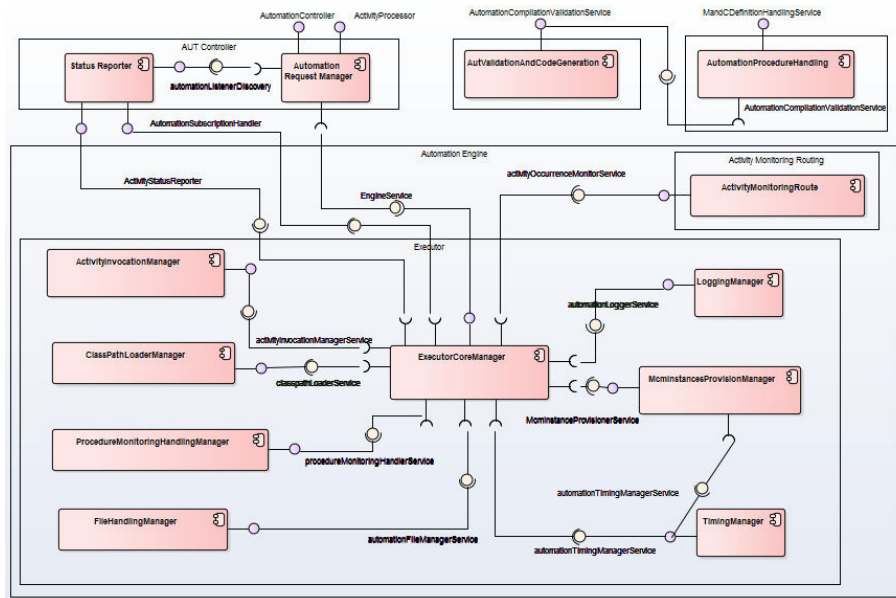 AutomationController
ActivityProcessor
AutomationCompilationValidationService
MandCDefinitionHandlingService
AUT Controller
Status Reporter
Automation
Request Manager
automationListenerDiscovery
AutValidationAndCodeGeneration
AutomationProcedureHandling
AutomationCompilationValidationService
AutomationSubscriptionHandler
Automation Engine
Activity Monitoring Routing
ActivityStatusReporter
EngineService
activityOccurrenceMonitorService
ActivityMonitoringRoute
Executor
ActivityInvocationManager
LoggingManager
automationLoggerService
activityInvocationManagerService
ClassPathLoaderManager
ExecutorCoreManager
classpathLoaderService
McmInstancesProvisionManager
McmInstanceProvisionerService
ProcedureMonitoringHandlingManager
procedureMonitoringHandlerService
automationTimingManagerService
FileHandlingManager
TimingManager
automationFileManagerService
automationTimingManagerService